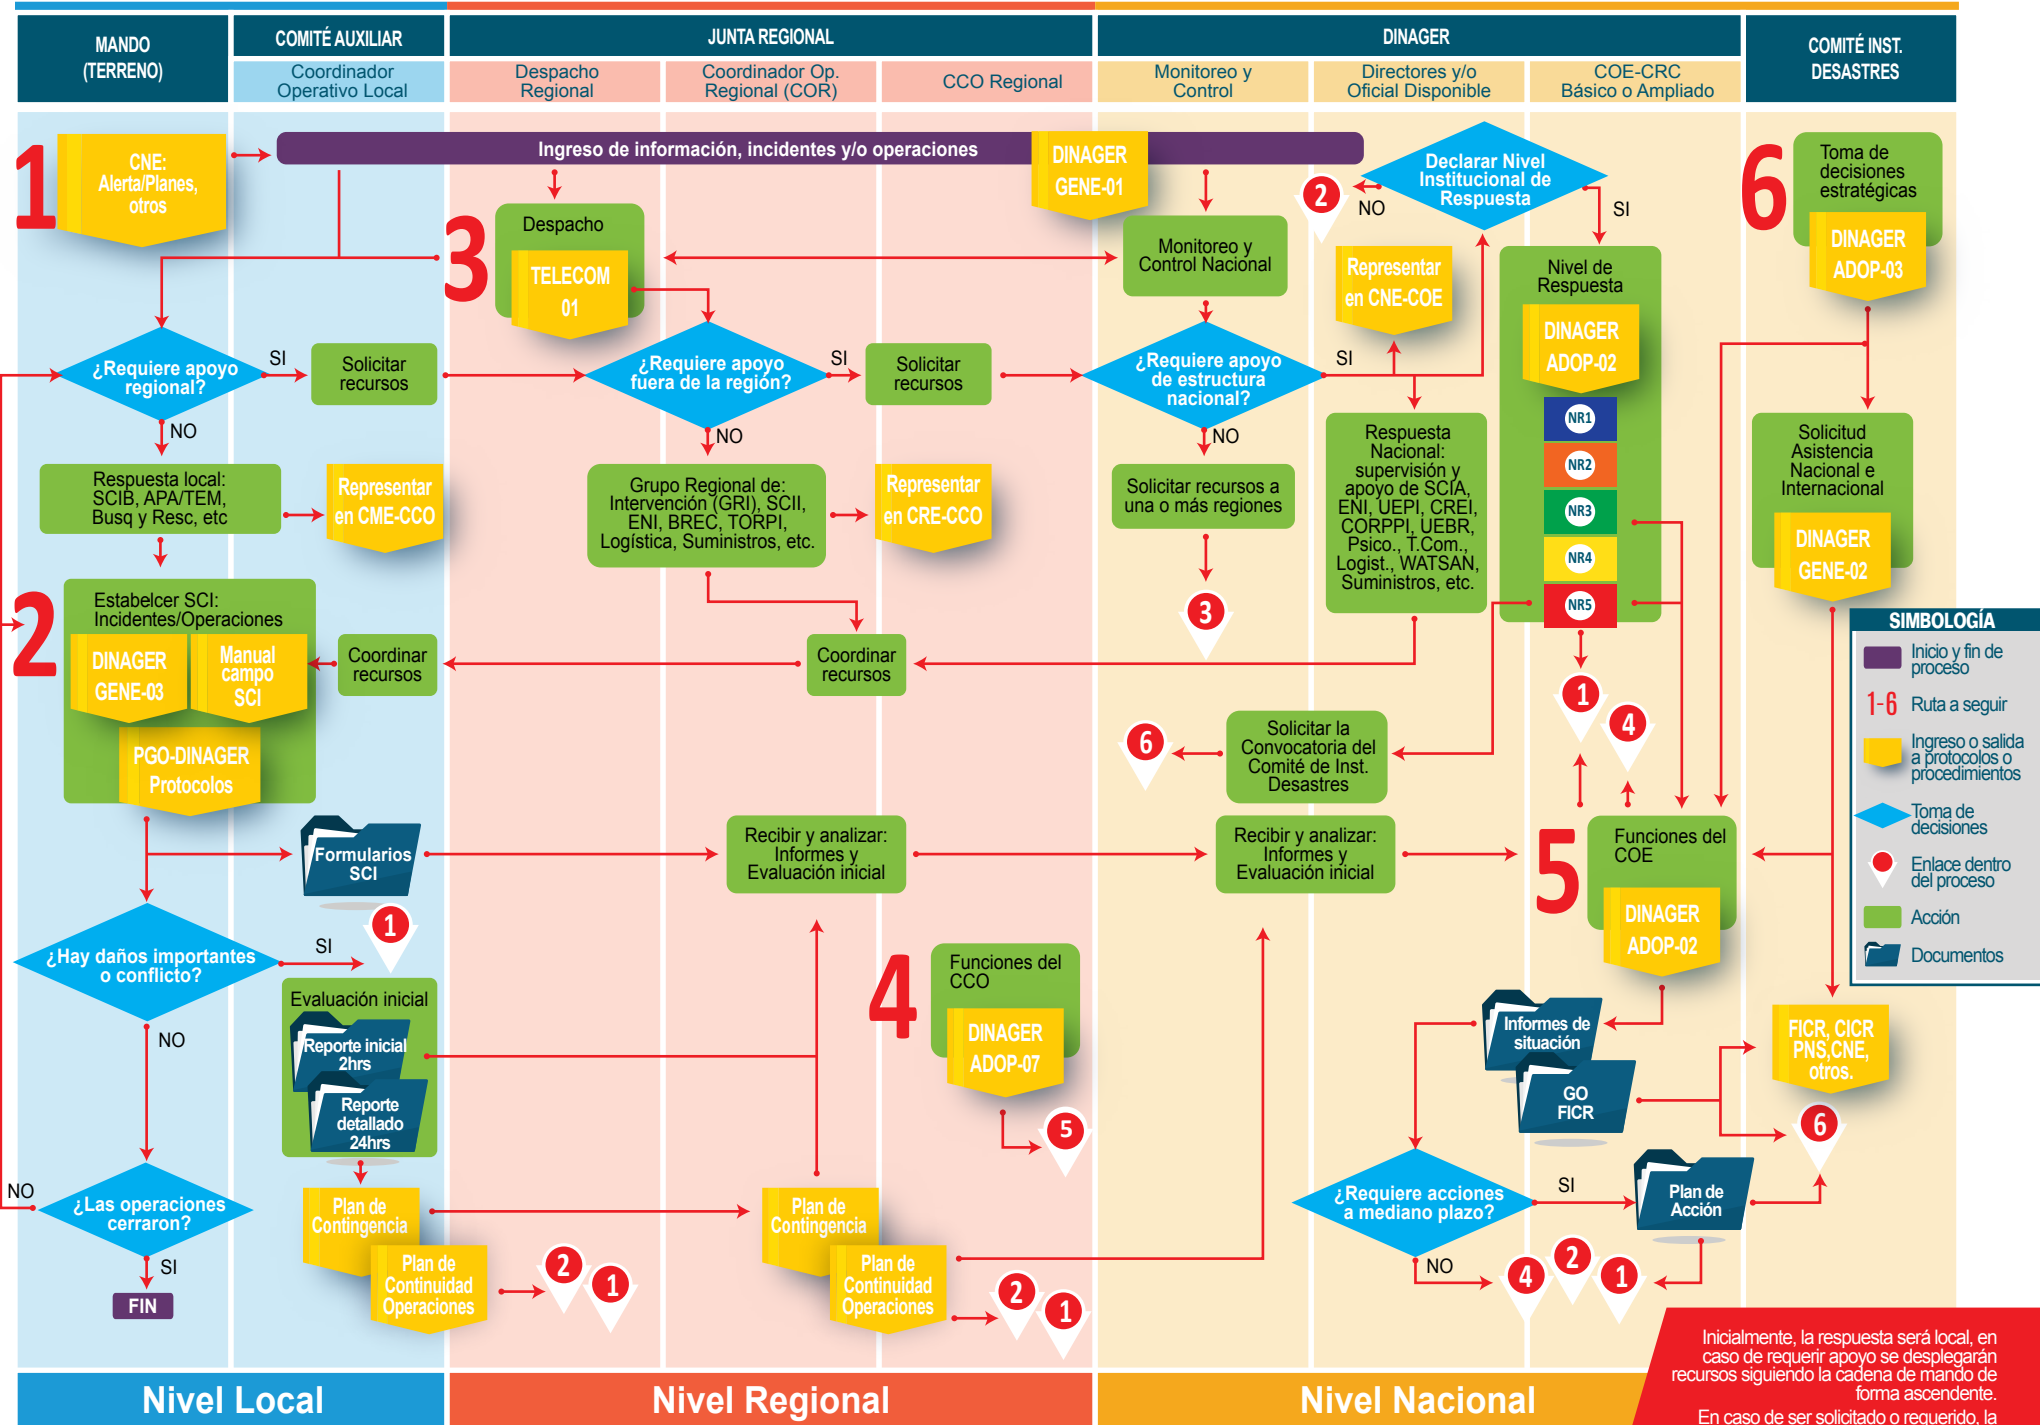 MANDO
(TERRENO)
COMITÉ AUXILIAR
JUNTA REGIONAL
DINAGER
COMITÉ INST.
DESASTRES
Coordinador
Operativo Local
Despacho
Regional
Coordinador Op.
Regional (COR)
CCO Regional
Monitoreo y
Control
Directores y/o
Oficial Disponible
COE-CRC
Básico o Ampliado
1
CNE:
Alerta/Planes,
otros
Ingreso de información, incidentes y/o operaciones
DINAGER
GENE-01
2
NO
Declarar Nivel
Institucional de
Respuesta
SI
6
Toma de
decisiones
estratégicas
DINAGER
ADOP-03
3
Despacho
TELECOM
01
Monitoreo y
Control Nacional
Representar
en CNE-COE
Nivel de
Respuesta
DINAGER
ADOP-02
NR1
NR2
NR3
NR4
NR5
¿Requiere apoyo
regional?
SI
Solicitar
recursos
¿Requiere apoyo
fuera de la región?
SI
Solicitar
recursos
¿Requiere apoyo
de estructura
nacional?
SI
NO
NO
NO
Respuesta local:
SCIB, APA/TEM,
Busq y Resc, etc
Representar
en CME-CCO
Grupo Regional de:
Intervención (GRI), SCII,
ENI, BREC, TORPI,
Logística, Suministros, etc.
Representar
en CRE-CCO
Solicitar recursos a
una o más regiones
3
Respuesta
Nacional:
supervisión y
apoyo de SCIA,
ENI, UEPI, CREI,
CORPPI, UEBR,
Psico., T.Com.,
Logist., WATSAN,
Suministros, etc.
Solicitud
Asistencia
Nacional e
Internacional
DINAGER
GENE-02
2
Estabelcer SCI:
Incidentes/Operaciones
DINAGER
GENE-03
Manual
campo
SCI
PGO-DINAGER
Protocolos
Coordinar
recursos
Coordinar
recursos
1
4
6
Solicitar la
Convocatoria del
Comité de Inst.
Desastres
SIMBOLOGÍA
Inicio y fin de
proceso
1-6 Ruta a seguir
Ingreso o salida
a protocolos o
procedimientos
Toma de
decisiones
Enlace dentro
del proceso
Acción
Documentos
Formularios
SCI
Recibir y analizar:
Informes y
Evaluación inicial
Recibir y analizar:
Informes y
Evaluación inicial
5
Funciones del
COE
DINAGER
ADOP-02
¿Hay daños importantes
o conflicto?
SI
1
NO
Evaluación inicial
Reporte inicial
2hrs
Reporte
detallado
24hrs
4
Funciones del
CCO
DINAGER
ADOP-07
5
Informes de
situación
GO
FICR
FICR, CICR
PNS,CNE,
otros.
6
NO
¿Las operaciones
cerraron?
SI
FIN
Plan de
Contingencia
Plan de
Continuidad
Operaciones
2
1
Plan de
Contingencia
Plan de
Continuidad
Operaciones
2
1
¿Requiere acciones
a mediano plazo?
SI
NO
Plan de
Acción
4
2
1
Inicialmente, la respuesta será local, en
caso de requerir apoyo se desplegarán
recursos siguiendo la cadena de mando de
forma ascendente.
En caso de ser solicitado o requerido, la
Nivel Local
Nivel Regional
Nivel Nacional